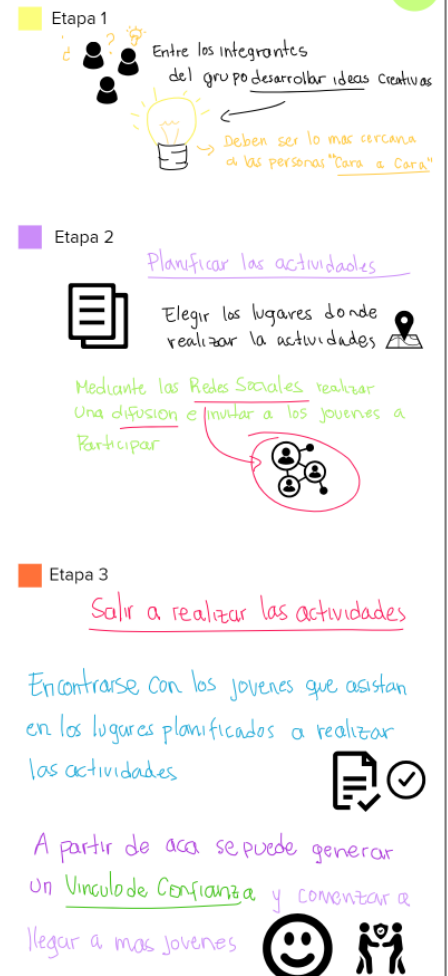 Etapa 1
¿ ?
Entre los integrantes
del grupo desarrollar ideas creativas
Deben ser lo mas cercana
a las personas "Cara a Cara"
Etapa 2
Planificar las actividades
Elegir los lugares donde
realizar la actividades
Mediante las Redes Sociales realizar
una difusion e invitar a los jovenes a
Participar
Etapa 3
Salir a realizar las actividades
Encontrarse con los jovenes que asistan
en los lugares planificados a realizar
las actividades
A partir de aca se puede generar
un Vinculo de Confianza y comenzar a
llegar a mas jovenes